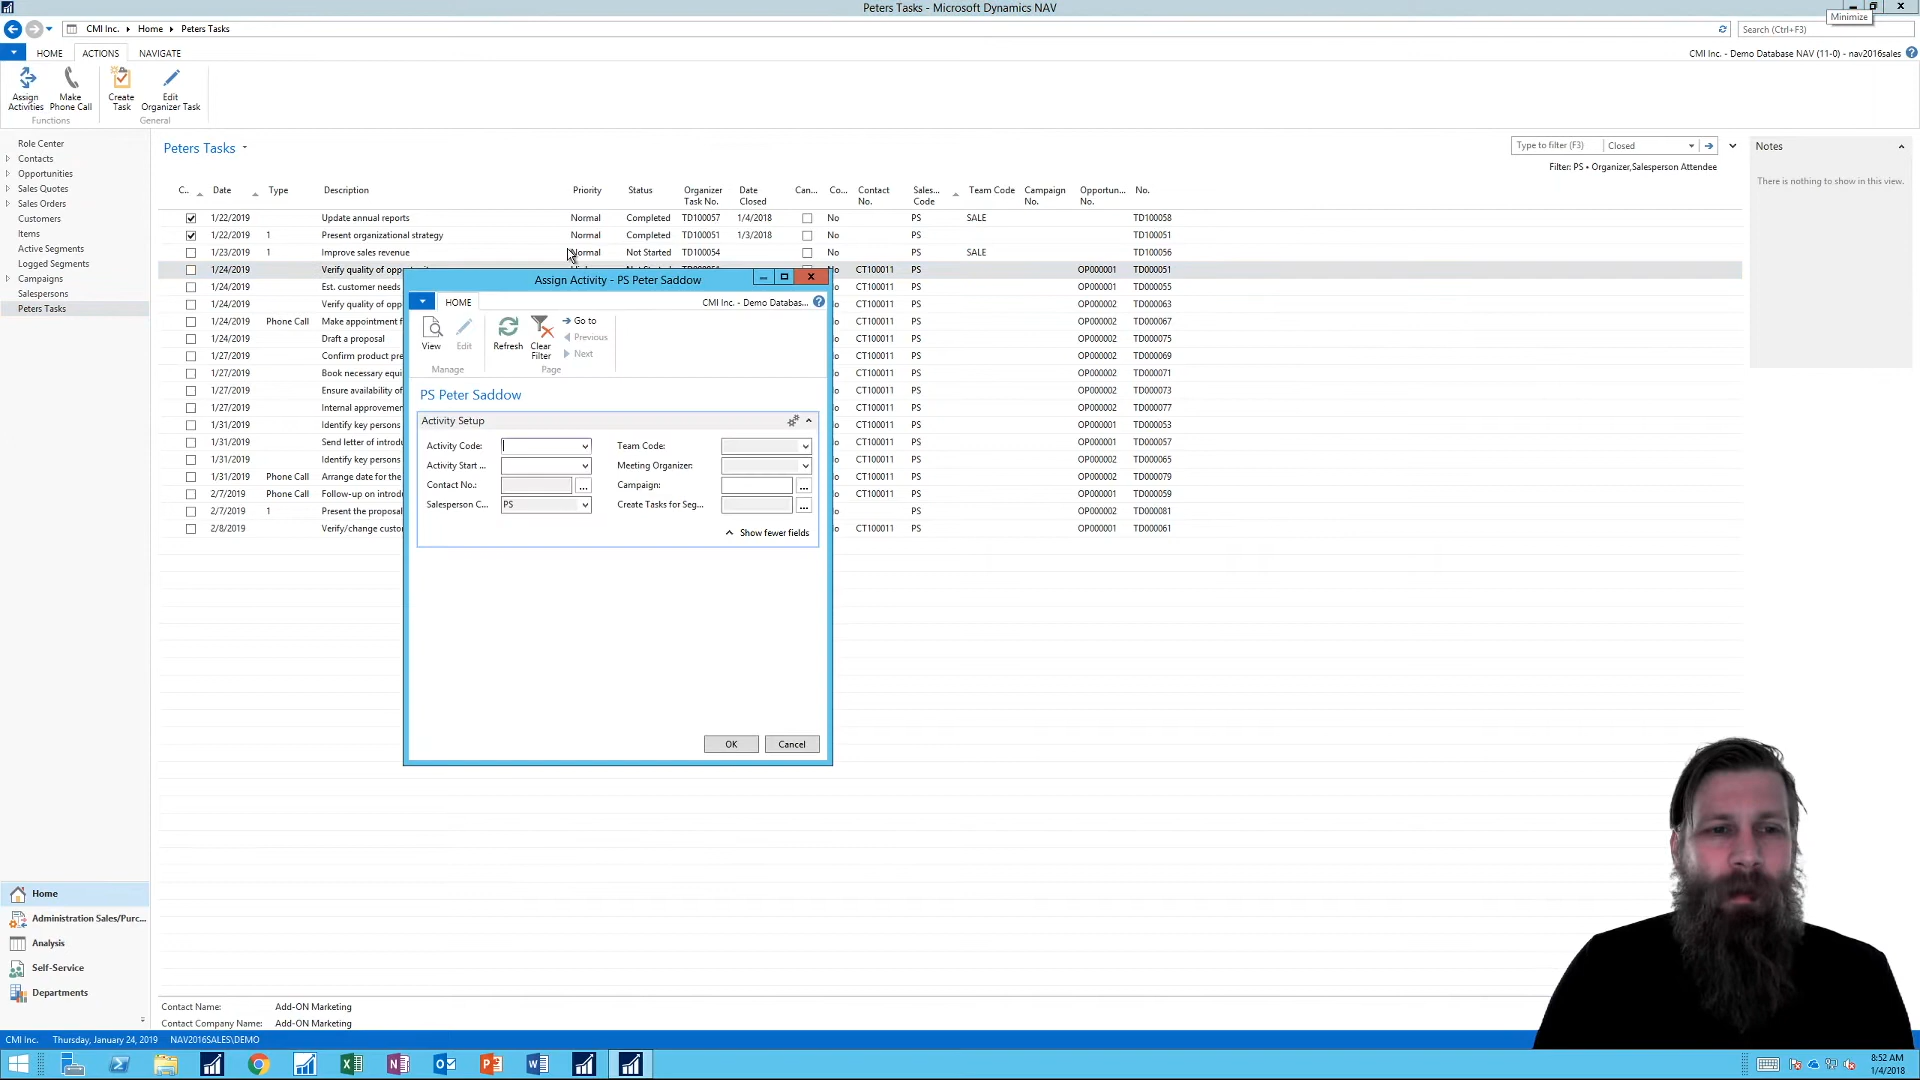 Peters Tasks - Microsoft Dynamics NAV
Minimize
CMI Inc. Home Peters Tasks
Search (Ctrl+F3)
HOME ACTIONS NAVIGATE
CMI Inc. - Demo Database NAV (11-0) - nav2016sales
Assign Activities
Make Phone Call
Create Task
Edit Organizer Task
Functions General
Role Center
Contacts
Opportunities
Sales Quotes
Sales Orders
Customers
Items
Active Segments
Logged Segments
Campaigns
Salespersons
Peters Tasks
Peters Tasks
Type to filter (F3) Closed
Filter: PS • Organizer,Salesperson Attendee
Notes
There is nothing to show in this view.
C... Date Type Description Priority Status Organizer Task No. Date Closed Can... Co... Contact No. Sales... Code Team Code Campaign No. Opportun... No. No.
1/22/2019 Update annual reports Normal Completed TD100057 1/4/2018 No PS SALE TD100058
1/22/2019 1 Present organizational strategy Normal Completed TD100051 1/3/2018 No PS TD100051
1/23/2019 1 Improve sales revenue Normal Not Started TD100054 No PS SALE TD100056
1/24/2019 Verify quality of CT100011 PS OP000001 TD000051
1/24/2019 Est. customer needs CT100011 PS OP000001 TD000055
1/24/2019 Verify quality of opp CT100011 PS OP000002 TD000063
1/24/2019 Phone Call Make appointment f CT100011 PS OP000002 TD000067
1/24/2019 Draft a proposal CT100011 PS OP000002 TD000075
1/27/2019 Confirm product pre CT100011 PS OP000002 TD000069
1/27/2019 Book necessary equi CT100011 PS OP000002 TD000071
1/27/2019 Ensure availability of CT100011 PS OP000002 TD000073
1/27/2019 Internal approvemen CT100011 PS OP000002 TD000077
1/31/2019 Identify key persons CT100011 PS OP000001 TD000053
1/31/2019 Send letter of introdu CT100011 PS OP000001 TD000057
1/31/2019 Identify key persons CT100011 PS OP000002 TD000065
1/31/2019 Phone Call Arrange date for the CT100011 PS OP000002 TD000079
2/7/2019 Phone Call Follow-up on introdu CT100011 PS OP000001 TD000059
2/7/2019 1 Present the proposal PS OP000002 TD000081
2/8/2019 Verify/change custo CT100011 PS OP000001 TD000061
Assign Activity - PS Peter Saddow
HOME
CMI Inc. - Demo Databas...
View Edit Refresh Clear Filter
Go to
Previous
Next
Manage Page
PS Peter Saddow
Activity Setup
Activity Code: Team Code:
Activity Start ... Meeting Organizer:
Contact No.: ... Campaign: ...
Salesperson C... PS Create Tasks for Seg... ...
Show fewer fields
OK Cancel
Home
Administration Sales/Purc...
Analysis
Self-Service
Departments
Contact Name: Add-ON Marketing
Contact Company Name: Add-ON Marketing
CMI Inc. Thursday, January 24, 2019 NAV2016SALES\DEMO
8:52 AM
1/4/2018